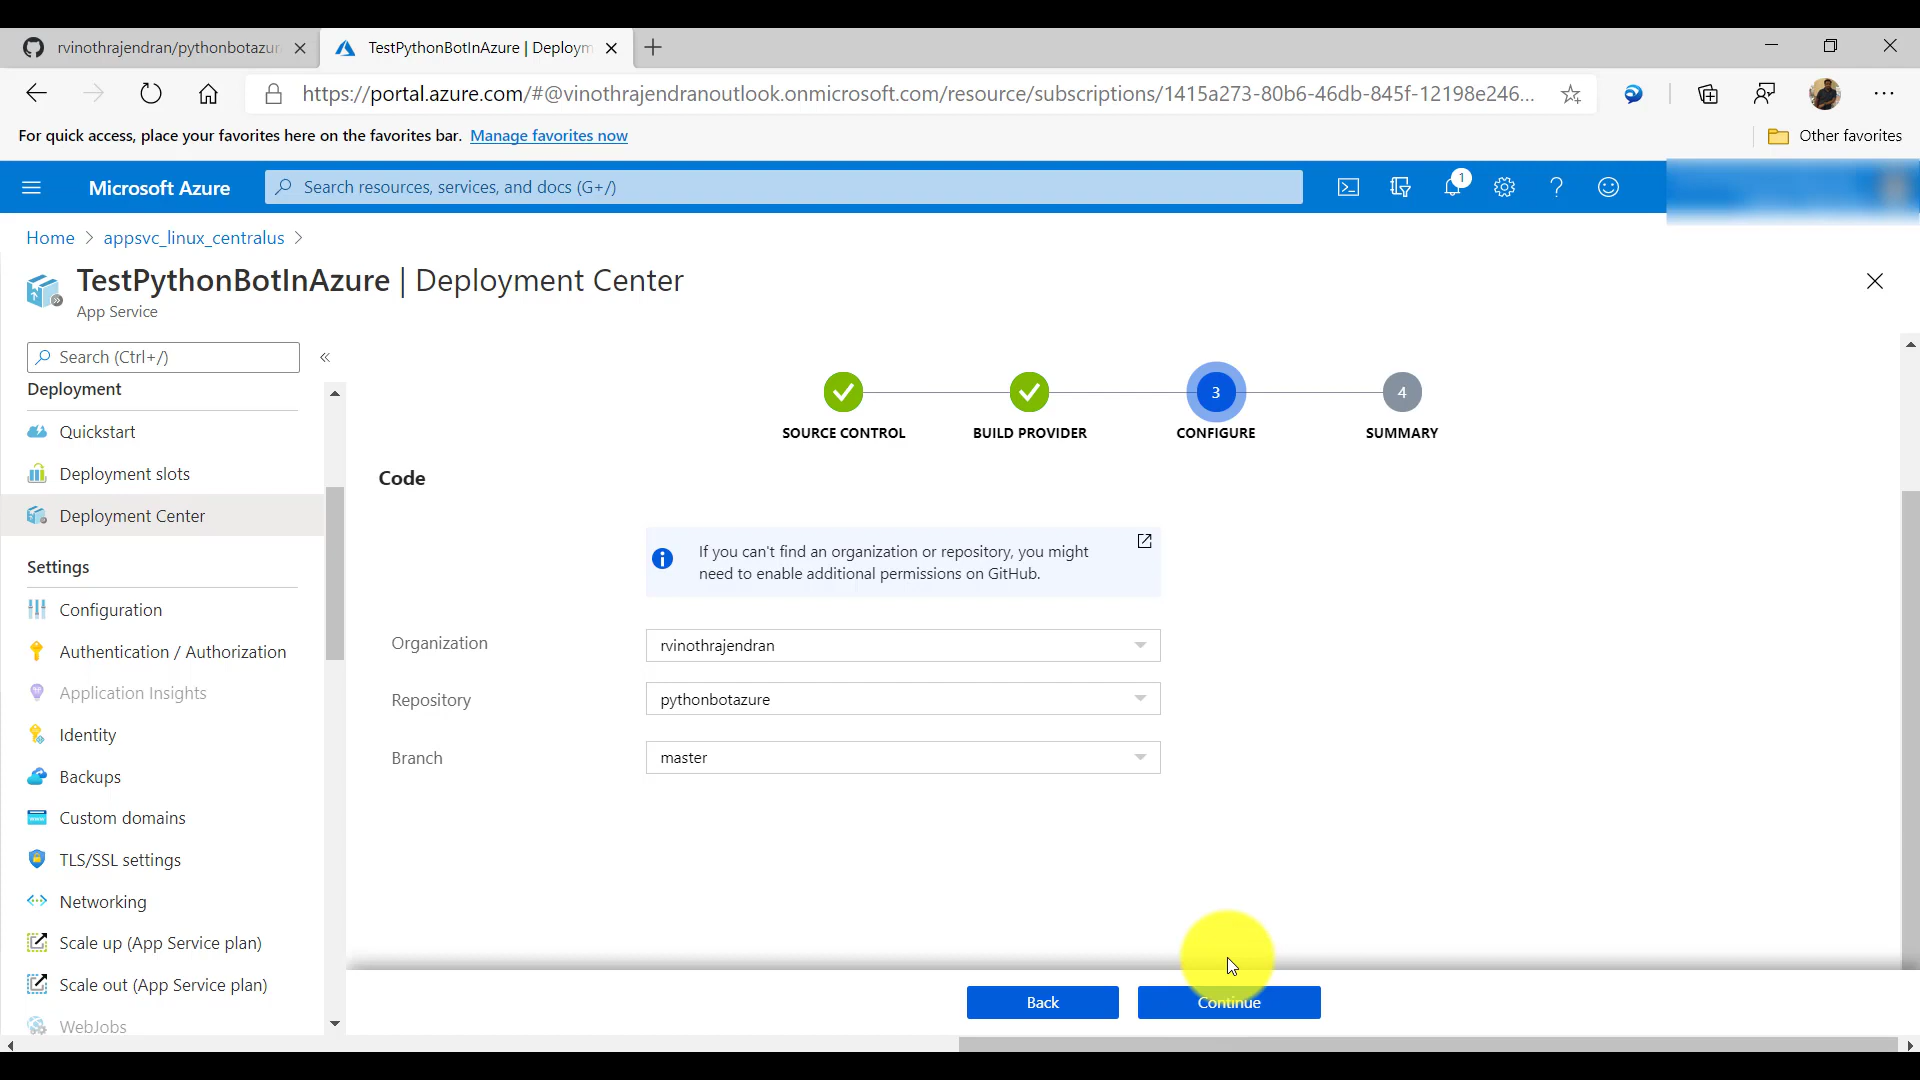 rvinothrajendran/pythonbotazur
TestPythonBotInAzure | Deploym
https://portal.azure.com/#@vinothrajendranoutlook.onmicrosoft.com/resource/subscriptions/1415a273-80b6-46db-845f-12198e246...
For quick access, place your favorites here on the favorites bar. Manage favorites now
Other favorites
Microsoft Azure
Search resources, services, and docs (G+/)
1
Home > appsvc_linux_centralus >
TestPythonBotInAzure | Deployment Center
App Service
Search (Ctrl+/)
Deployment
Quickstart
Deployment slots
Deployment Center
Settings
Configuration
Authentication / Authorization
Application Insights
Identity
Backups
Custom domains
TLS/SSL settings
Networking
Scale up (App Service plan)
Scale out (App Service plan)
WebJobs
3
4
SOURCE CONTROL
BUILD PROVIDER
CONFIGURE
SUMMARY
Code
If you can't find an organization or repository, you might
need to enable additional permissions on GitHub.
Organization
rvinothrajendran
Repository
pythonbotazure
Branch
master
Back
Continue